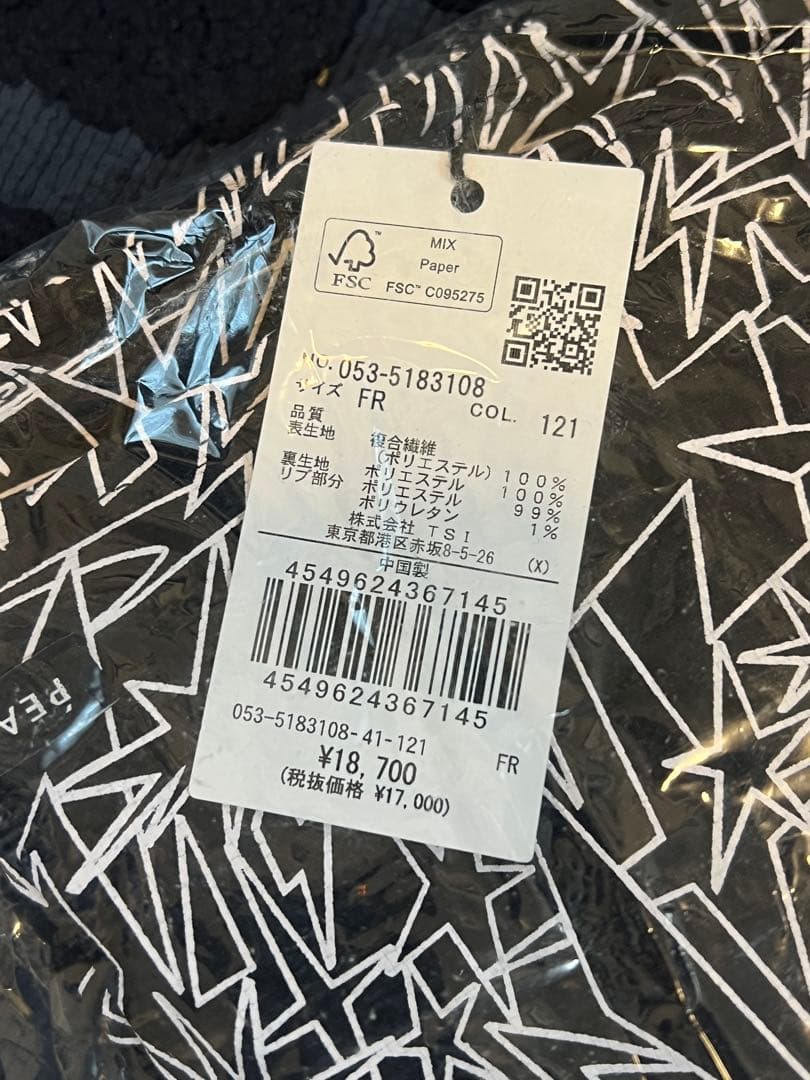 MIX
Paper
FSC
FSC™ C095275
NO. 053-5183108
サイズ FR COL. 121
品質
表生地 複合繊維
(ポリエステル) 100%
裏生地 ポリエステル 100%
リブ部分 ポリエステル 99%
ポリウレタン 1%
株式会社 TSI
東京都港区赤坂8-5-26 (X)
中国製
4549624367145
4549624367145
053-5183108-41-121 FR
¥18,700
(税抜価格 ¥17,000)
PEA